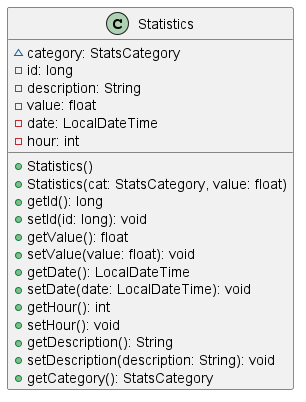 C Statistics
category: StatsCategory
id: long
description: String
value: float
date: LocalDateTime
hour: int
Statistics()
Statistics(cat: StatsCategory, value: float)
getId(): long
setId(id: long): void
getValue(): float
setValue(value: float): void
getDate(): LocalDateTime
setDate(date: LocalDateTime): void
getHour(): int
setHour(): void
getDescription(): String
setDescription(description: String): void
getCategory(): StatsCategory